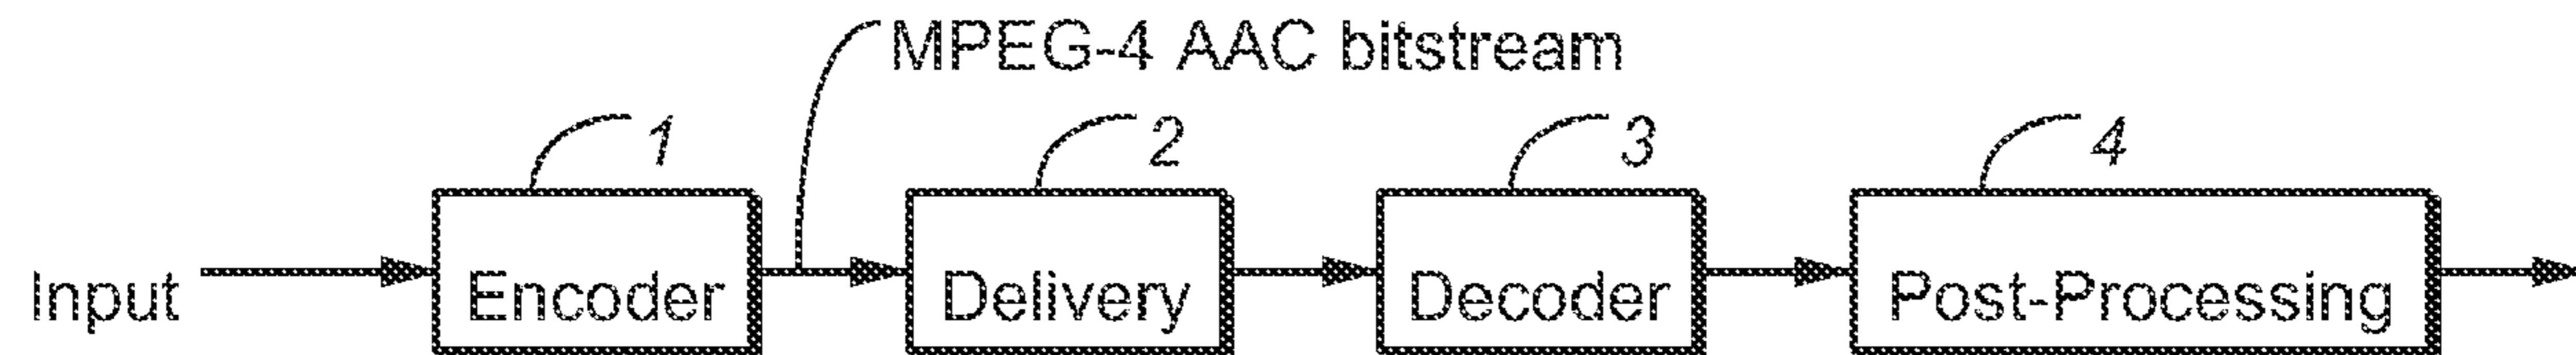 MPEG-4 AAC bitstream
1 2 3 4
Input Encoder Delivery Decoder Post-Processing